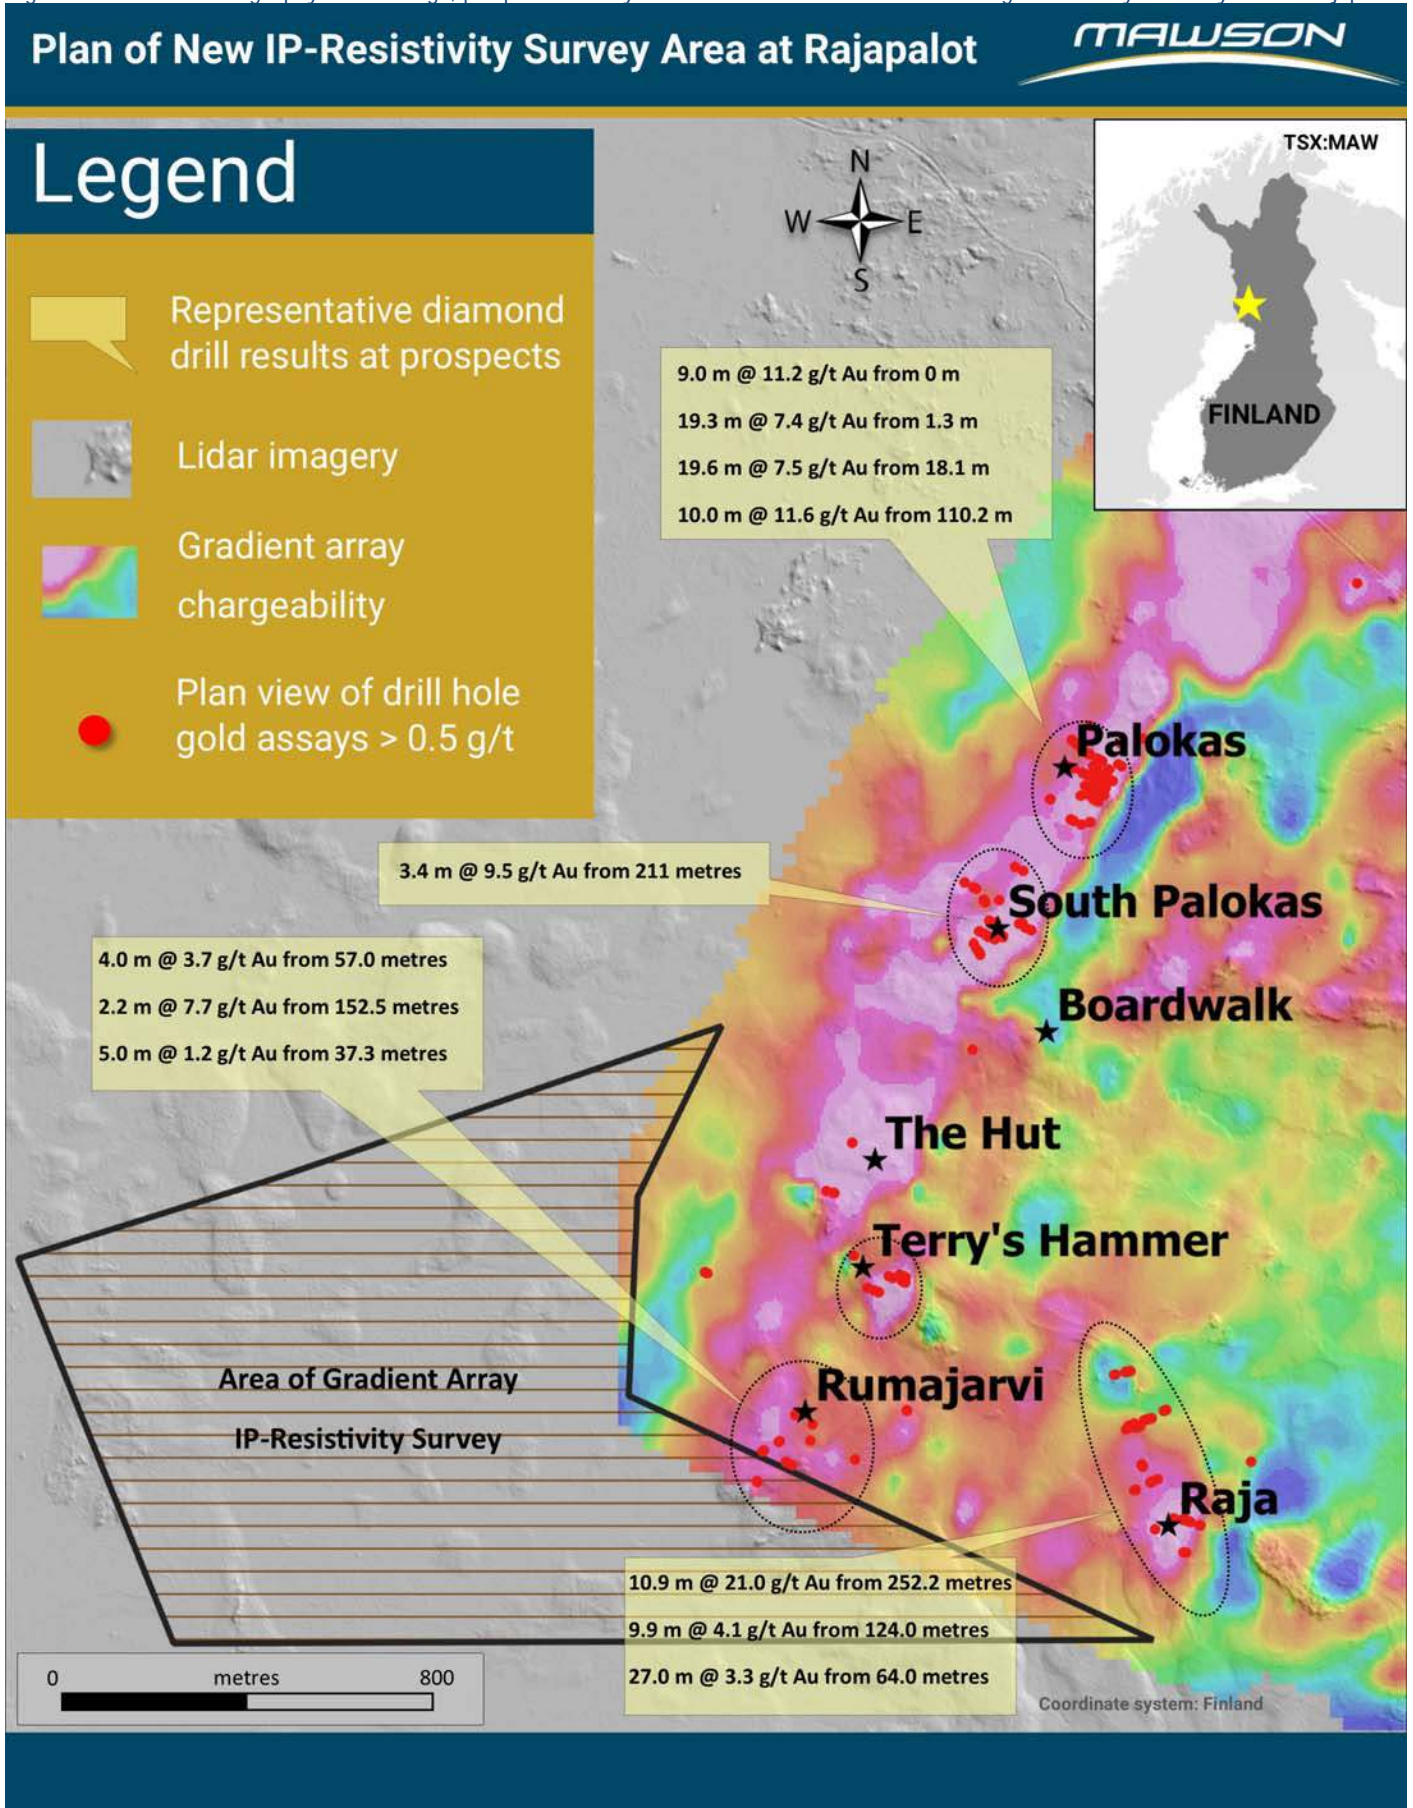 Plan of New IP-Resistivity Survey Area at Rajapalot
MAWSON
Legend
Representative diamond
drill results at prospects
Lidar imagery
Gradient array
chargeability
Plan view of drill hole
gold assays > 0.5 g/t
N
W
E
S
TSX:MAW
FINLAND
9.0 m @ 11.2 g/t Au from 0 m
19.3 m @ 7.4 g/t Au from 1.3 m
19.6 m @ 7.5 g/t Au from 18.1 m
10.0 m @ 11.6 g/t Au from 110.2 m
Palokas
3.4 m @ 9.5 g/t Au from 211 metres
South Palokas
4.0 m @ 3.7 g/t Au from 57.0 metres
2.2 m @ 7.7 g/t Au from 152.5 metres
5.0 m @ 1.2 g/t Au from 37.3 metres
Boardwalk
The Hut
Terry's Hammer
Area of Gradient Array
IP-Resistivity Survey
Rumajarvi
Raja
10.9 m @ 21.0 g/t Au from 252.2 metres
9.9 m @ 4.1 g/t Au from 124.0 metres
27.0 m @ 3.3 g/t Au from 64.0 metres
0 metres 800
Coordinate system: Finland